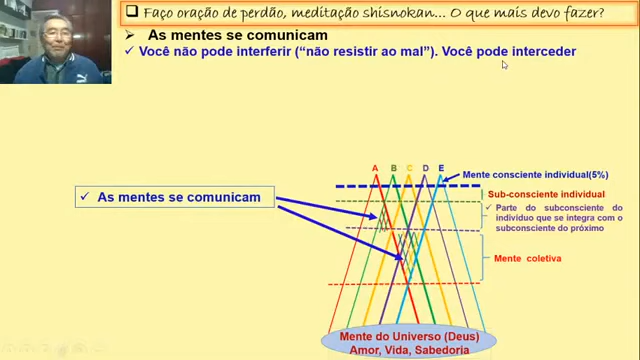 Faço oração de perdão, meditação shisnokan... O que mais devo fazer?
As mentes se comunicam
Você não pode interferir (“não resistir ao mal”). Você pode interceder
A B C D E
Mente consciente individual(5%)
Sub-consciente individual
As mentes se comunicam
Parte do subconsciente do
indivíduo que se integra com o
subconsciente do próximo
Mente coletiva
Mente do Universo (Deus)
Amor, Vida, Sabedoria